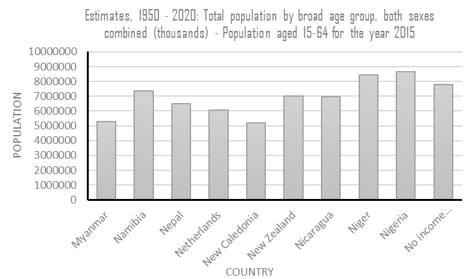 Estimates, 1950 - 2020: Total population by broad age group, both sexes
combined (thousands) - Population aged 15-64 for the year 2015
10000000
9000000
8000000
7000000
6000000
5000000
4000000
3000000
2000000
1000000
0
POPULATION
Myanmar
Namibia
Nepal
Netherlands
New Caledonia
New Zealand
Nicaragua
Niger
Nigeria
No income...
COUNTRY